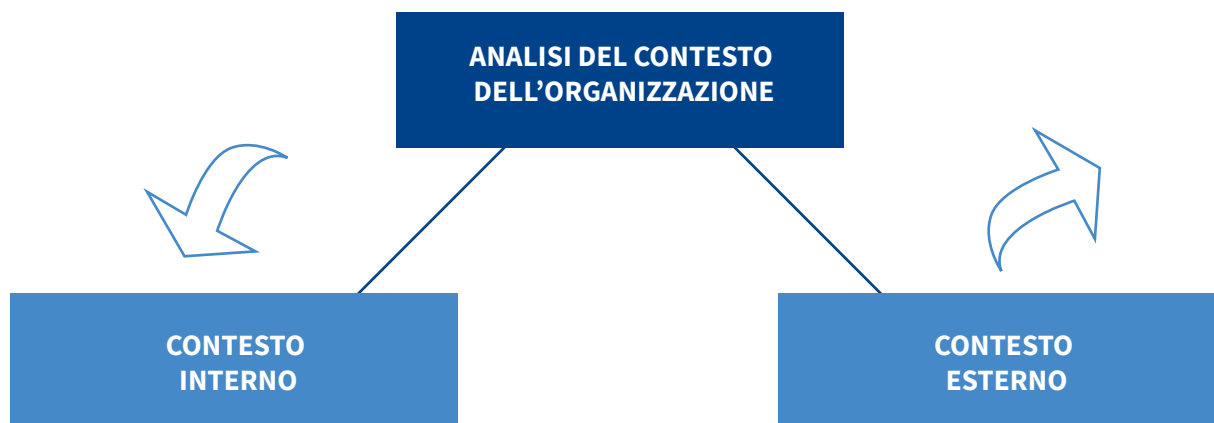 ANALISI DEL CONTESTO
DELL’ORGANIZZAZIONE
CONTESTO
INTERNO
CONTESTO
ESTERNO